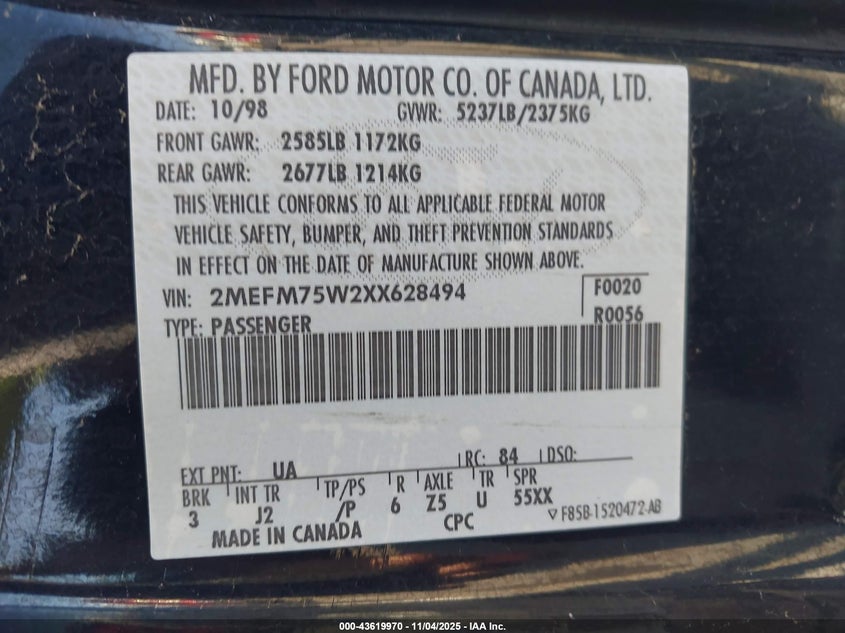 MFD. BY FORD MOTOR CO. OF CANADA, LTD.
DATE: 10/98 GVWR: 5237LB/2375KG
FRONT GAWR: 2585LB 1172KG
REAR GAWR: 2677LB 1214KG
THIS VEHICLE CONFORMS TO ALL APPLICABLE FEDERAL MOTOR
VEHICLE SAFETY, BUMPER, AND THEFT PREVENTION STANDARDS
IN EFFECT ON THE DATE OF MANUFACTURE SHOWN ABOVE.
VIN: 2MEFM75W2XX628494 F0020
TYPE: PASSENGER R0056
EXT PNT: UA RC: 84 DSO:
BRK INT TR TP/PS R AXLE TR SPR
3 J2 /P 6 Z5 U 55XX
MADE IN CANADA CPC F85B-1520472-AB
000-43619970 - 11/04/2025 - IAA Inc.